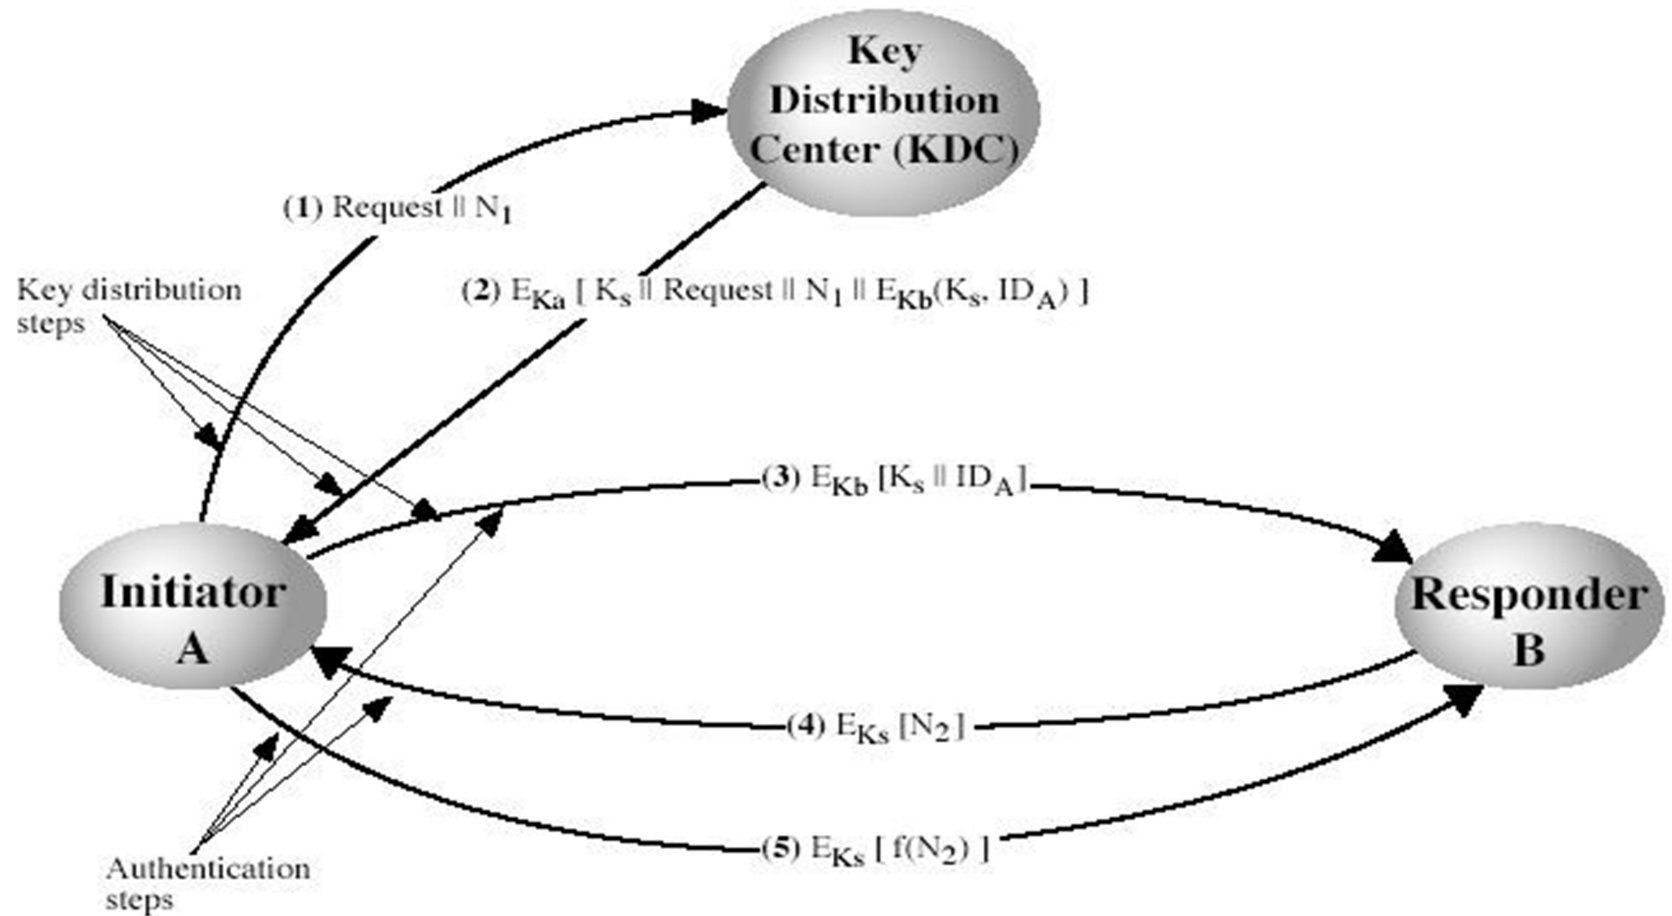 Key
Distribution
Center (KDC)
(1) Request || N1
Key distribution
steps
(2) EKa [ Ks || Request || N1 || EKb(Ks, IDA) ]
(3) EKb [Ks || IDA]
Initiator
A
Responder
B
(4) EKs [N2]
(5) EKs [ f(N2) ]
Authentication
steps